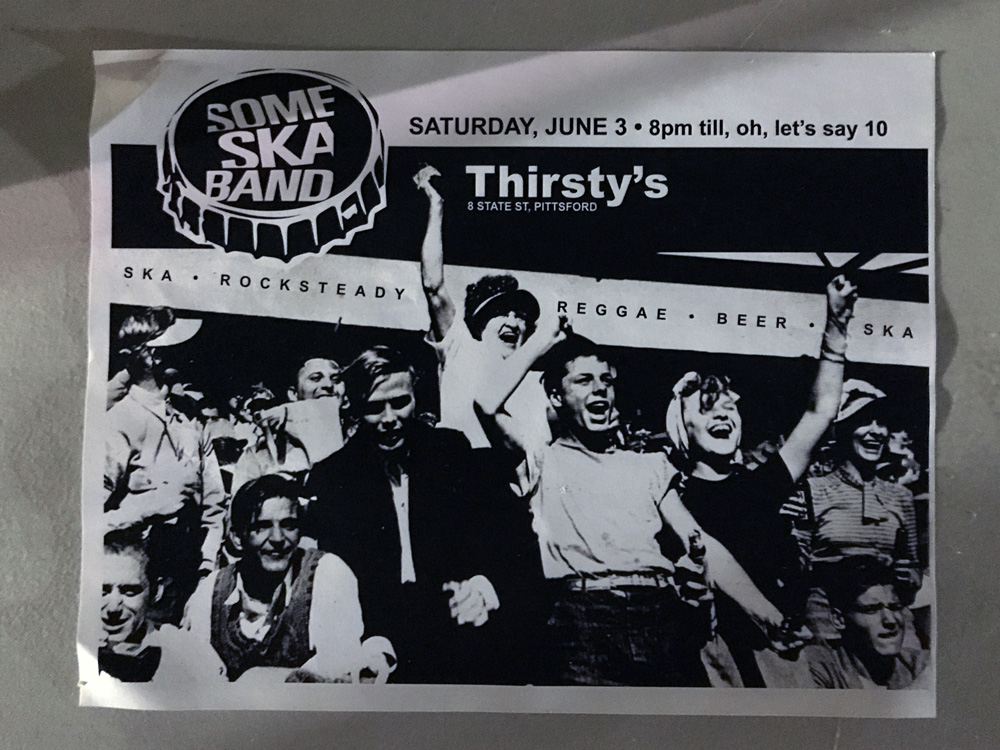 SOME
SKA
BAND
SATURDAY, JUNE 3 • 8pm till, oh, let's say 10
Thirsty's
8 STATE ST, PITTSFORD
SKA • ROCKSTEADY REGGAE • BEER • SKA